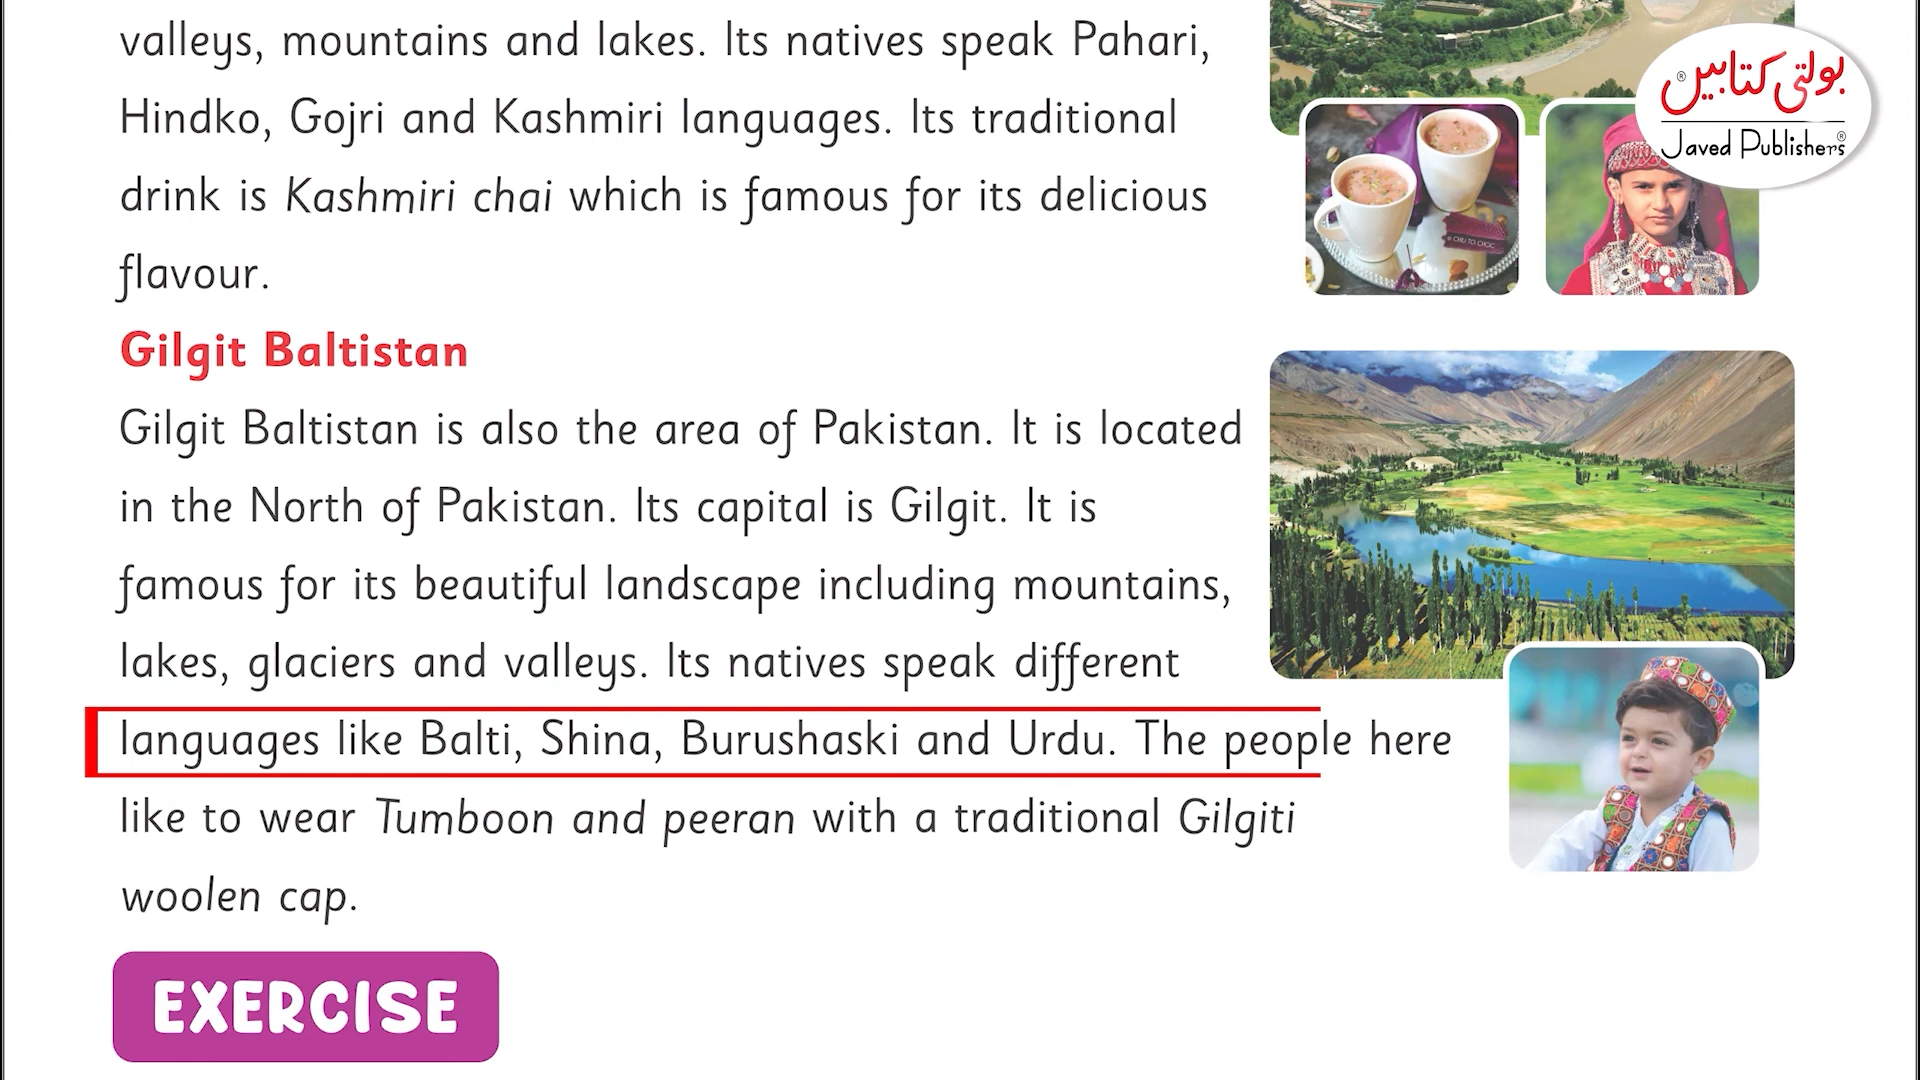 valleys, mountains and lakes. Its natives speak Pahari,
Hindko, Gojri and Kashmiri languages. Its traditional
drink is Kashmiri chai which is famous for its delicious
flavour.
Gilgit Baltistan
Gilgit Baltistan is also the area of Pakistan. It is located
in the North of Pakistan. Its capital is Gilgit. It is
famous for its beautiful landscape including mountains,
lakes, glaciers and valleys. Its natives speak different
languages like Balti, Shina, Burushaski and Urdu. The people here
like to wear Tumboon and peeran with a traditional Gilgiti
woolen cap.
EXERCISE
بولتی کتابیں®
Javed Publishers®
CHILI TO CHOC